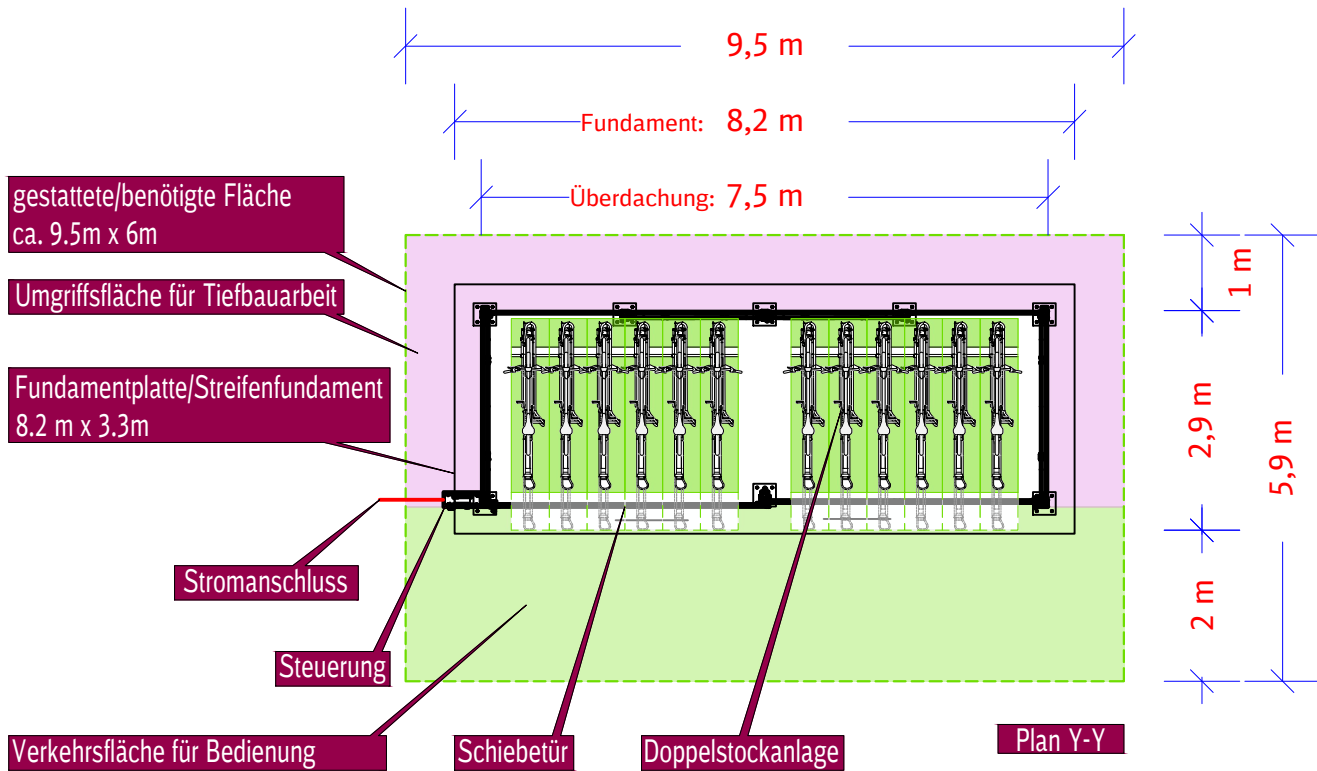 9,5 m
Fundament: 8,2 m
Überdachung: 7,5 m
gestattete/benötigte Fläche
ca. 9.5m x 6m
Umgriffsfläche für Tiefbauarbeit
Fundamentplatte/Streifenfundament
8.2 m x 3.3m
1 m
2,9 m
5,9 m
2 m
Stromanschluss
Steuerung
Verkehrsfläche für Bedienung
Schiebetür
Doppelstockanlage
Plan Y-Y